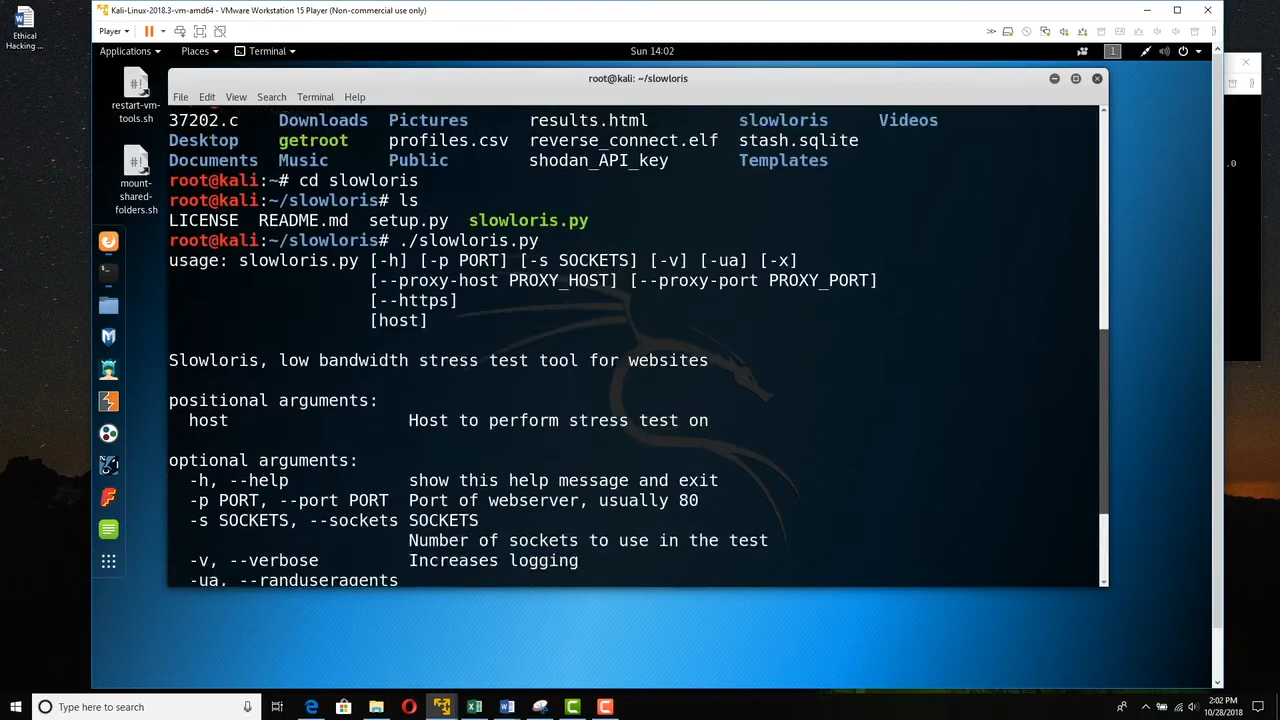 Kali-Linux-2018.3-vm-amd64 - VMware Workstation 15 Player (Non-commercial use only)
Ethical
Hacking ...
Player
Applications Places Terminal Sun 14:02 1
root@kali: ~/slowloris
restart-vm-
tools.sh
mount-
shared-
folders.sh
File Edit View Search Terminal Help
37202.c Downloads Pictures results.html slowloris Videos
Desktop getroot profiles.csv reverse_connect.elf stash.sqlite
Documents Music Public shodan_API_key Templates
root@kali:~# cd slowloris
root@kali:~/slowloris# ls
LICENSE README.md setup.py slowloris.py
root@kali:~/slowloris# ./slowloris.py
usage: slowloris.py [-h] [-p PORT] [-s SOCKETS] [-v] [-ua] [-x]
[--proxy-host PROXY_HOST] [--proxy-port PROXY_PORT]
[--https]
[host]
Slowloris, low bandwidth stress test tool for websites
positional arguments:
host Host to perform stress test on
optional arguments:
-h, --help show this help message and exit
-p PORT, --port PORT Port of webserver, usually 80
-s SOCKETS, --sockets SOCKETS
Number of sockets to use in the test
-v, --verbose Increases logging
-ua, --randuseragents
.0
Type here to search
2:02 PM
10/28/2018